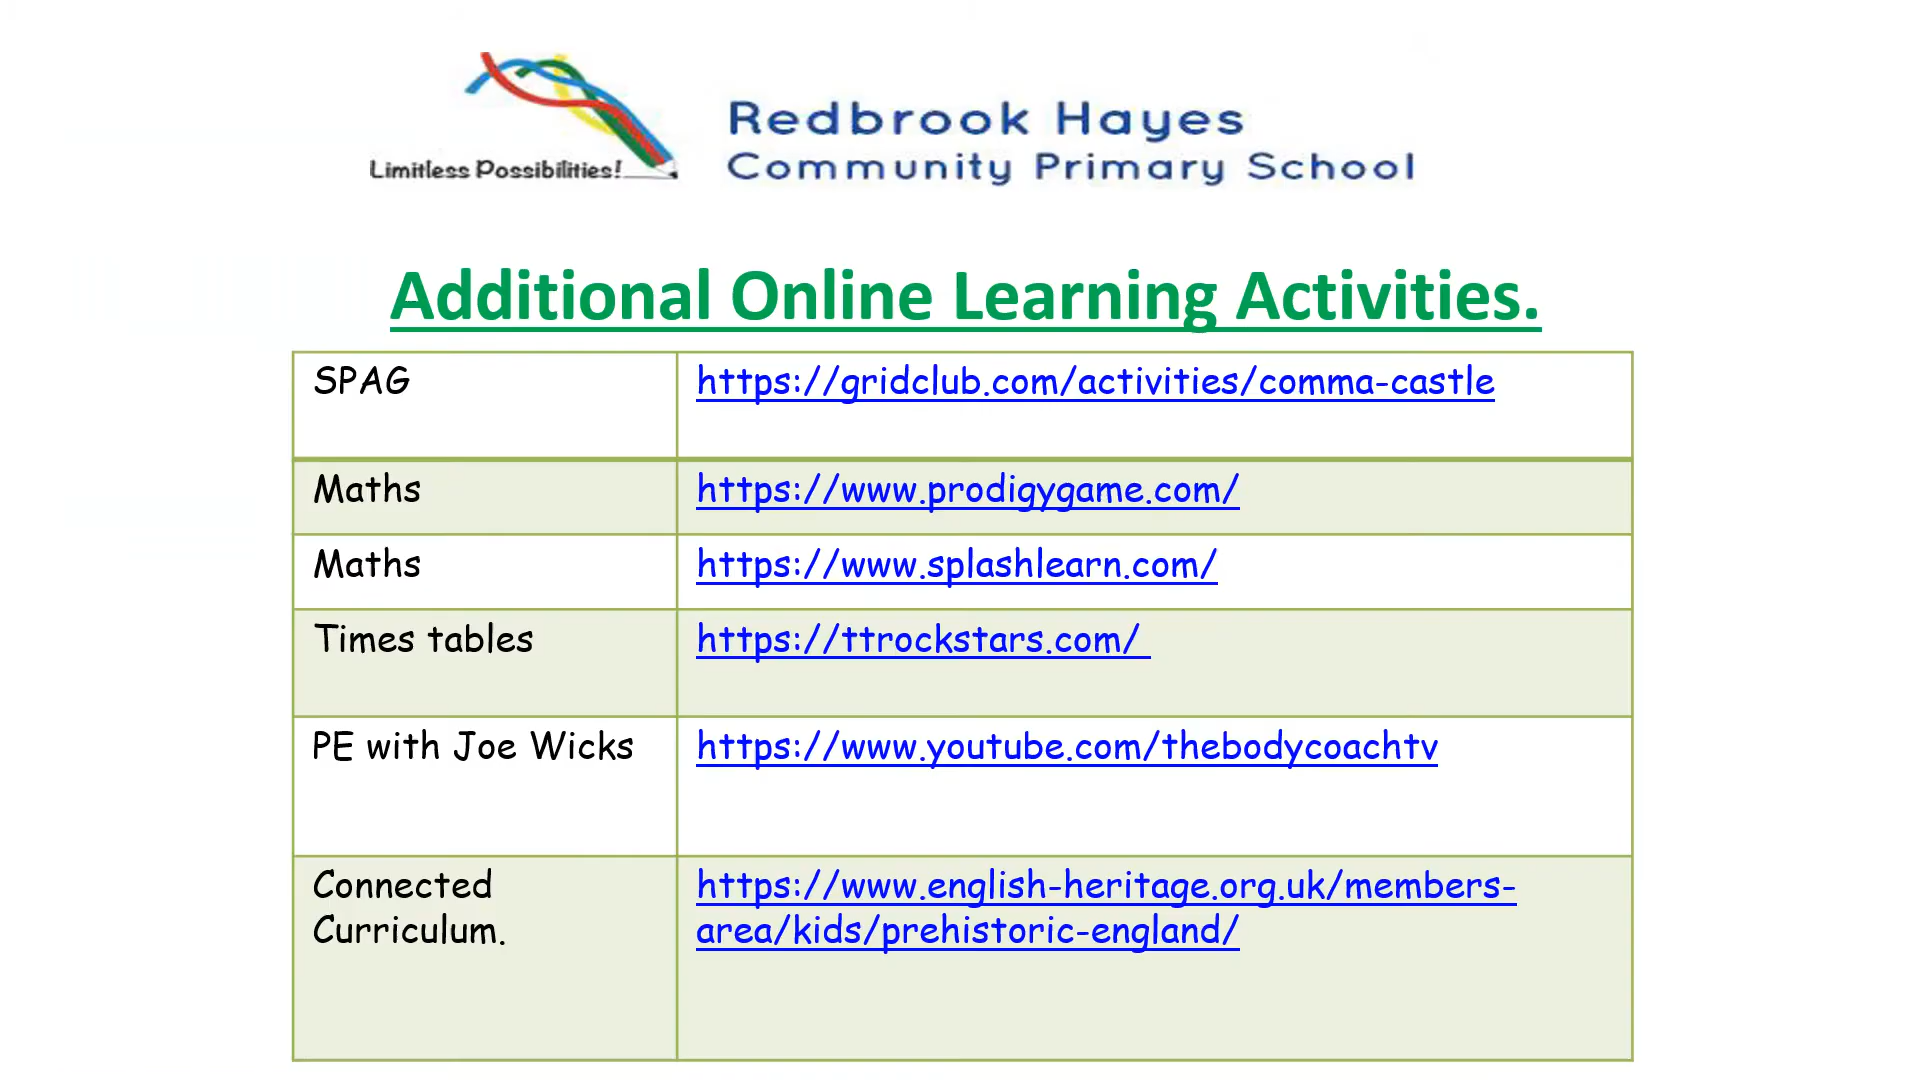 Limitless Possibilities!
Redbrook Hayes
Community Primary School
Additional Online Learning Activities.
SPAG
https://gridclub.com/activities/comma-castle
Maths
https://www.prodigygame.com/
Maths
https://www.splashlearn.com/
Times tables
https://ttrockstars.com/
PE with Joe Wicks
https://www.youtube.com/thebodycoachtv
Connected
Curriculum.
https://www.english-heritage.org.uk/members-
area/kids/prehistoric-england/